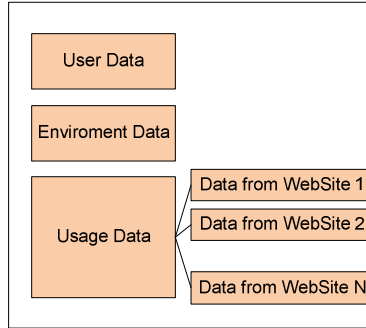 User Data
Enviroment Data
Usage Data
Data from WebSite 1
Data from WebSite 2
Data from WebSite N